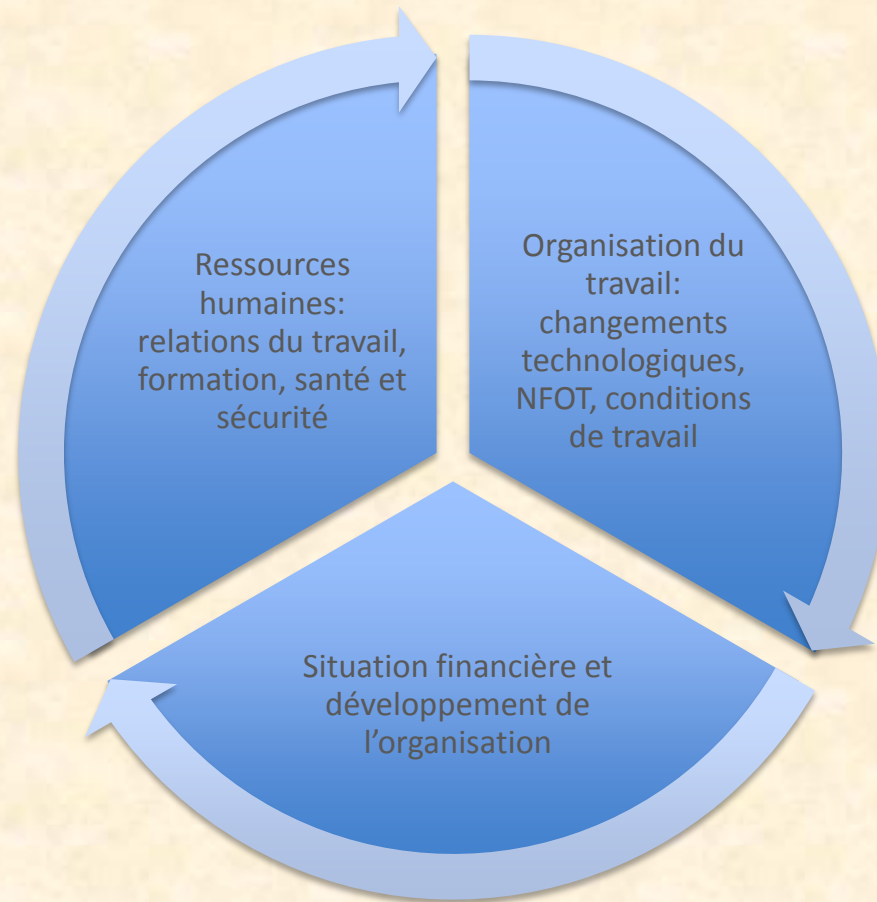 Ressources
humaines:
relations du travail,
formation, santé et
sécurité
Organisation du
travail:
changements
technologiques,
NFOT, conditions
de travail
Situation financière et
développement de
l’organisation